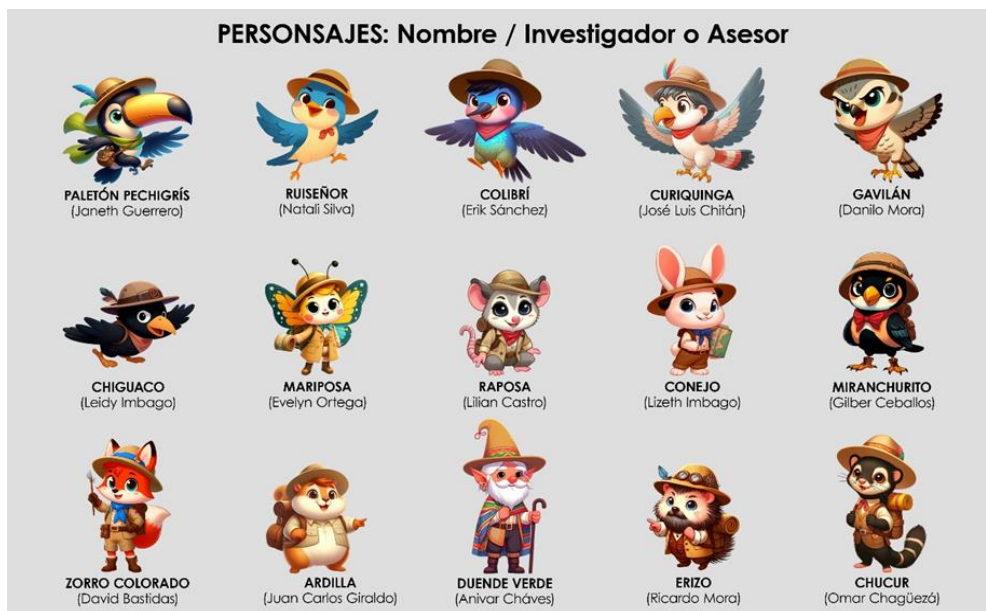 PERSONAJES: Nombre / Investigador o Asesor
PALETÓN PECHIGRÍS
(Janeth Guerrero)
RUISEÑOR
(Natali Silva)
COLIBRÍ
(Erik Sánchez)
CURIQUINGA
(José Luis Chitán)
GAVILÁN
(Danilo Mora)
CHIGUACO
(Leidy Imbago)
MARIPOSA
(Evelyn Ortega)
RAPOSA
(Lilian Castro)
CONEJO
(Lizeth Imbago)
MIRANCHURITO
(Gilber Ceballos)
ZORRO COLORADO
(David Bastidas)
ARDILLA
(Juan Carlos Giraldo)
DUENDE VERDE
(Anivar Cháves)
ERIZO
(Ricardo Mora)
CHUCUR
(Omar Chagüezá)